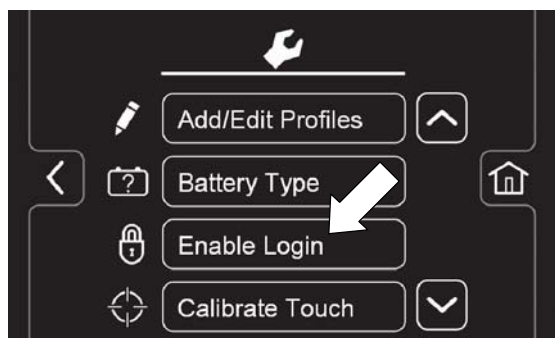 Add/Edit Profiles
Battery Type
Enable Login
Calibrate Touch